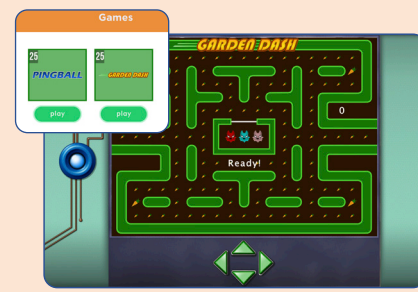 Games
25
PINGBALL
25
GARDEN DASH
play
play
GARDEN DASH
0
Ready!